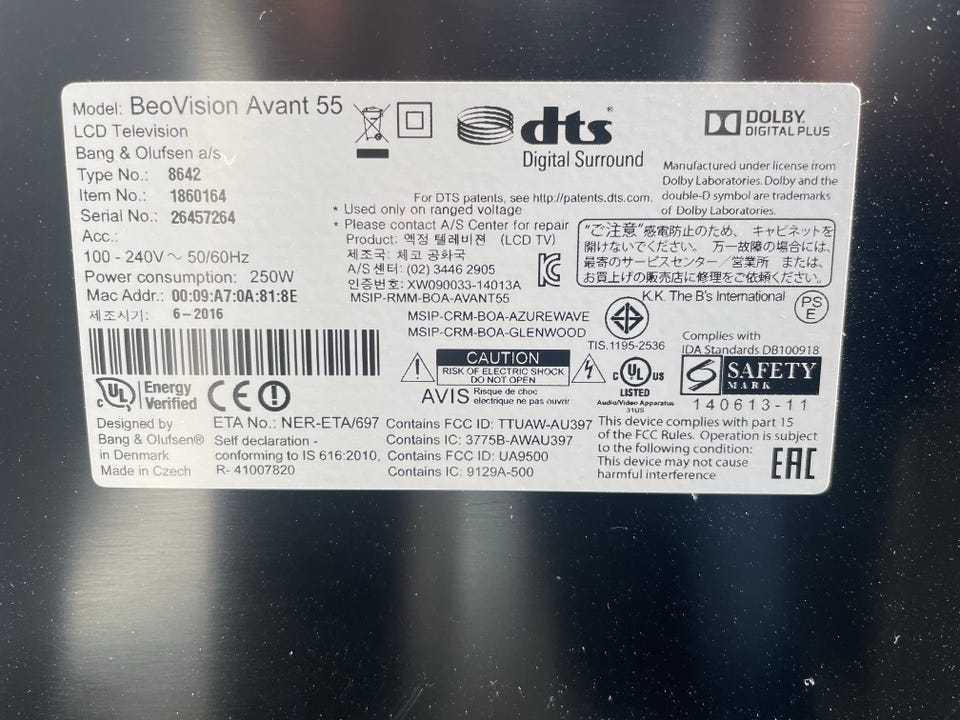 Model: BeoVision Avant 55
LCD Television
Bang & Olufsen a/s
Type No.: 8642
Item No.: 1860164
Serial No.: 26457264
Acc.:
100 - 240V ~ 50/60Hz
Power consumption: 250W
Mac Addr.: 00:09:A7:0A:81:8E
제조시기: 6-2016
dts
Digital Surround
DOLBY
DIGITAL PLUS
Manufactured under license from
Dolby Laboratories. Dolby and the
double-D symbol are trademarks
of Dolby Laboratories.
For DTS patents, see http://patents.dts.com.
* Used only on ranged voltage
* Please contact A/S Center for repair
Product: 액정 텔레비젼 (LCD TV)
제조국: 체코 공화국
A/S센터: (02) 3446 2905
인증번호: XW090033-14013A
MSIP-RMM-BOA-AVANT55
MSIP-CRM-BOA-AZUREWAVE
MSIP-CRM-BOA-GLENWOOD
"ご注意"感電防止のため、キャビネットを
開けないでください。 万一故障の場合には、
最寄のサービスセンター／営業所 または、
お買上げの販売店に修理をご依頼ください。
K.K. The B's International
PS
E
TIS.1195-2536
Complies with
IDA Standards DB100918
SAFETY
MARK
140613-11
CAUTION
RISK OF ELECTRIC SHOCK
DO NOT OPEN
AVIS Risque de choc
electrique ne pas ouvrir
c UL us
LISTED
Audio/Video Apparatus
31US
c UL Energy
Verified
CE
Designed by
Bang & Olufsen®
in Denmark
Made in Czech
ETA No.: NER-ETA/697
Self declaration -
conforming to IS 616:2010,
R- 41007820
Contains FCC ID: TTUAW-AU397
Contains IC: 3775B-AWAU397
Contains FCC ID: UA9500
Contains IC: 9129A-500
This device complies with part 15
of the FCC Rules. Operation is subject
to the following condition:
This device may not cause
harmful interference
EAC